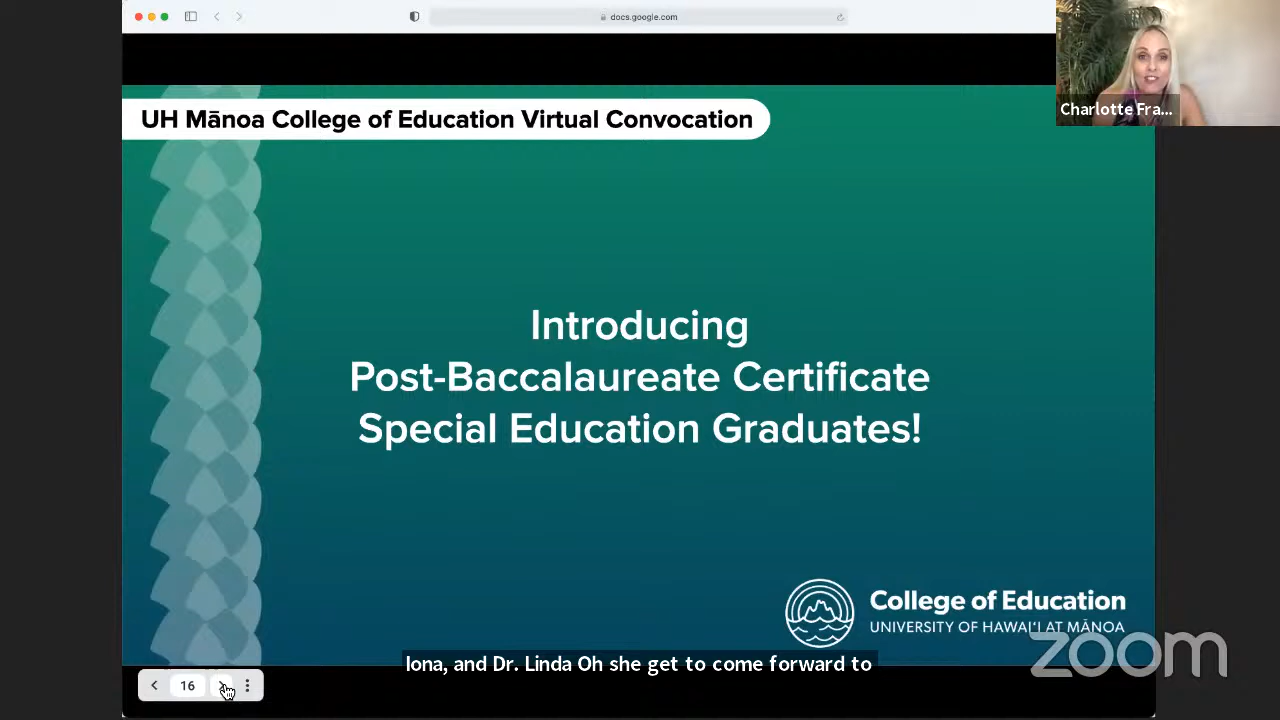 docs.google.com
Charlotte Fra...
UH Mānoa College of Education Virtual Convocation
Introducing
Post-Baccalaureate Certificate
Special Education Graduates!
College of Education
UNIVERSITY OF HAWAIʻI AT MĀNOA
zoom
Iona, and Dr. Linda Oh she get to come forward to
16